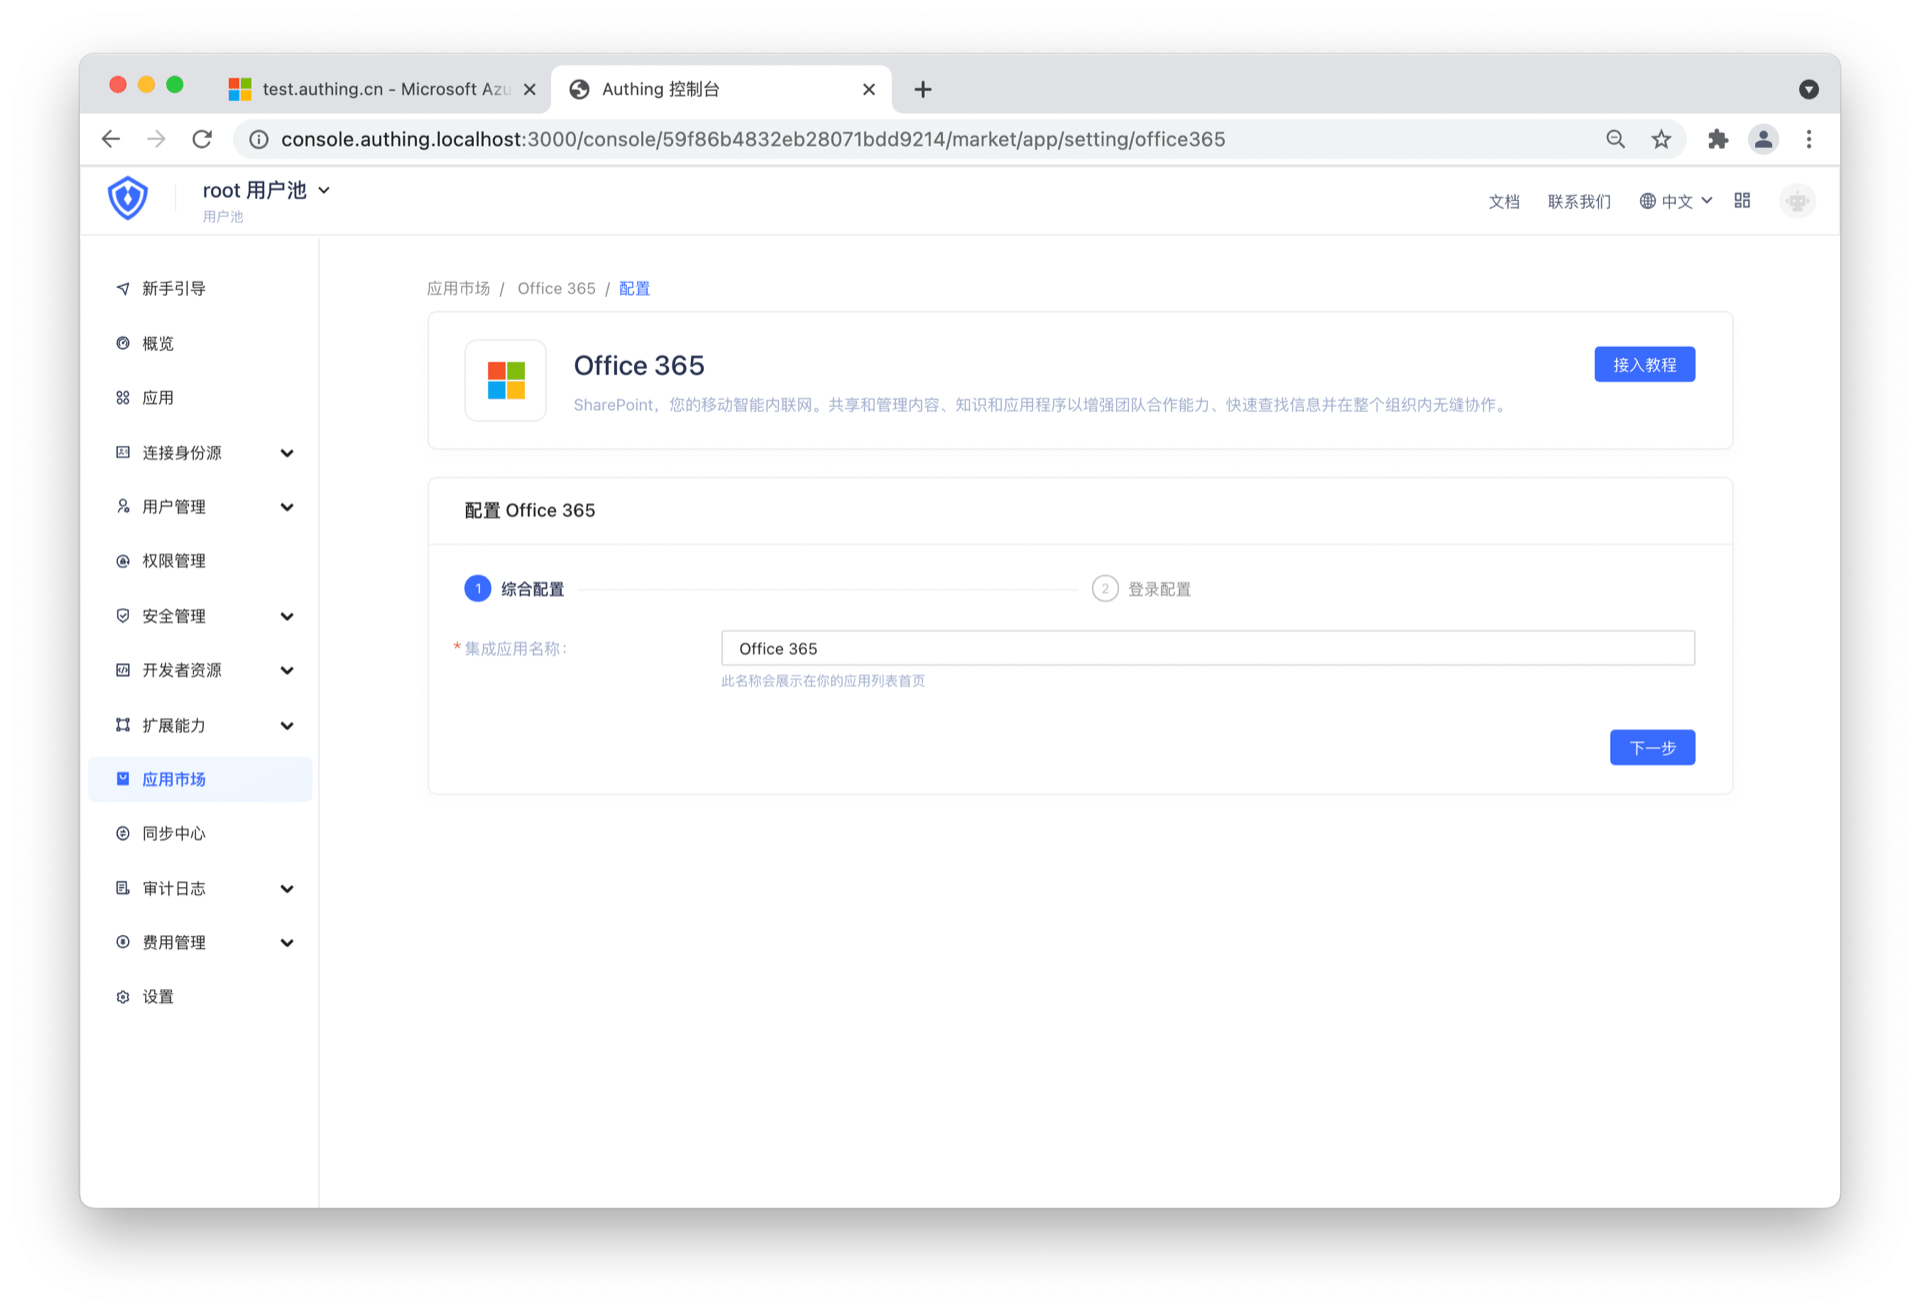 test.authing.cn - Microsoft Azu
Authing 控制台
console.authing.localhost:3000/console/59f86b4832eb28071bdd9214/market/app/setting/office365
root 用户池
用户池
文档
联系我们
中文
新手引导
概览
应用
连接身份源
用户管理
权限管理
安全管理
开发者资源
扩展能力
应用市场
同步中心
审计日志
费用管理
设置
应用市场 / Office 365 / 配置
Office 365
接入教程
SharePoint，您的移动智能内联网。共享和管理内容、知识和应用程序以增强团队合作能力、快速查找信息并在整个组织内无缝协作。
配置 Office 365
1 综合配置
2 登录配置
* 集成应用名称：
Office 365
此名称会展示在你的应用列表首页
下一步